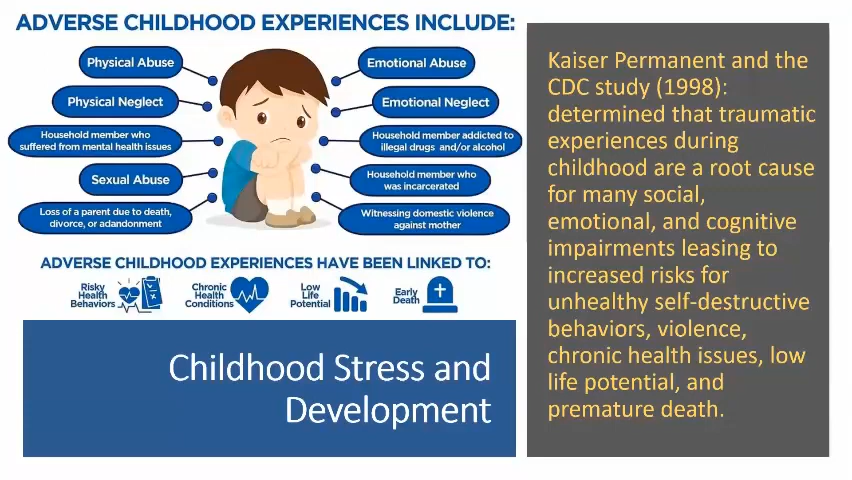 ADVERSE CHILDHOOD EXPERIENCES INCLUDE:
Physical Abuse
Emotional Abuse
Physical Neglect
Emotional Neglect
Household member who
suffered from mental health issues
Household member addicted to
illegal drugs and/or alcohol
Sexual Abuse
Household member who
was incarcerated
Loss of a parent due to death,
divorce, or adandonment
Witnessing domestic violence
against mother
ADVERSE CHILDHOOD EXPERIENCES HAVE BEEN LINKED TO:
Risky
Health
Behaviors
Chronic
Health
Conditions
Low
Life
Potential
Early
Death
Childhood Stress and
Development
Kaiser Permanent and the
CDC study (1998):
determined that traumatic
experiences during
childhood are a root cause
for many social,
emotional, and cognitive
impairments leasing to
increased risks for
unhealthy self-destructive
behaviors, violence,
chronic health issues, low
life potential, and
premature death.